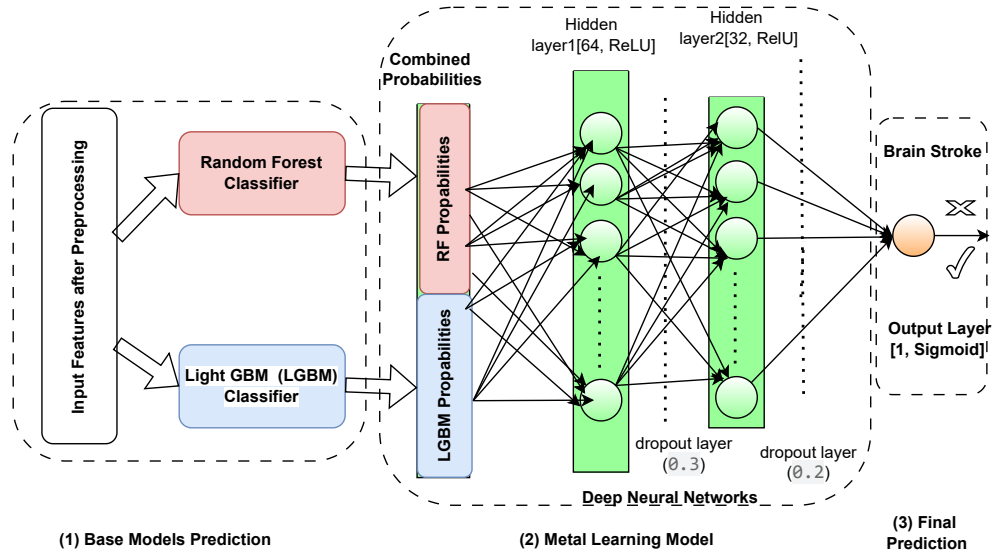 Input Features after Preprocessing
Random Forest
Classifier
Light GBM (LGBM)
Classifier
(1) Base Models Prediction
Combined
Probabilities
RF Propabilities
LGBM Propabilities
Hidden
layer1[64, ReLU]
Hidden
layer2[32, RelU]
dropout layer
(0.3)
dropout layer
(0.2)
Deep Neural Networks
(2) Metal Learning Model
Brain Stroke
Output Layer
[1, Sigmoid]
(3) Final
Prediction